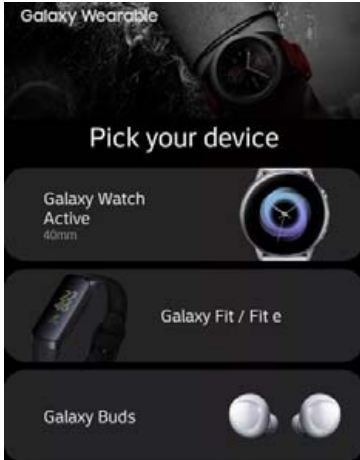 Galaxy Wearable
Pick your device
Galaxy Watch
Active
40mm
Galaxy Fit / Fit e
Galaxy Buds